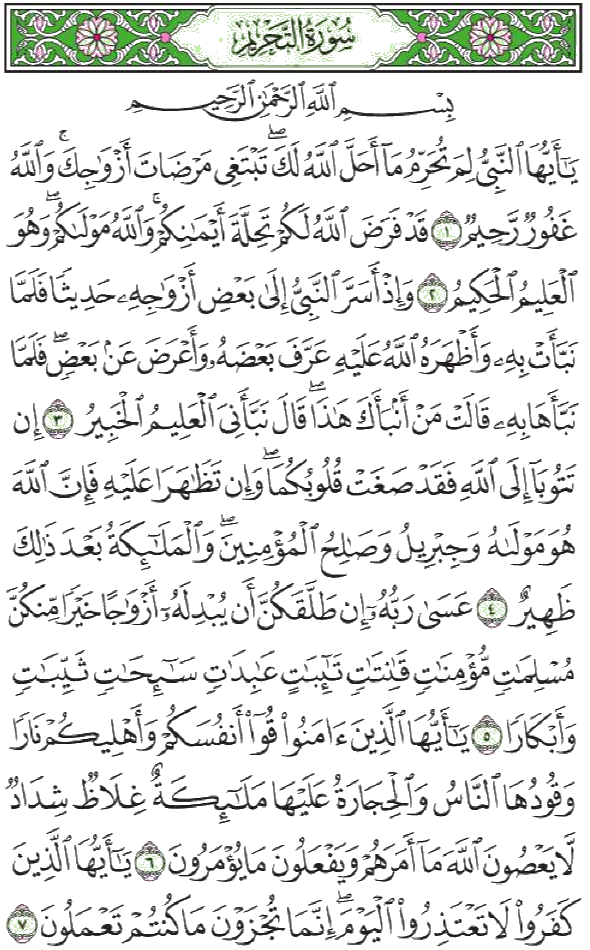 سُورَةُ التَّحْرِيمِ
بِسْمِ ٱللَّهِ ٱلرَّحْمَٰنِ ٱلرَّحِيمِ
يَـٰٓأَيُّهَا ٱلنَّبِىُّ لِمَ تُحَرِّمُ مَآ أَحَلَّ ٱللَّهُ لَكَ ۖ تَبْتَغِى مَرْضَاتَ أَزْوَٰجِكَ ۚ وَٱللَّهُ
غَفُورٌ رَّحِيمٌ ١ قَدْ فَرَضَ ٱللَّهُ لَكُمْ تَحِلَّةَ أَيْمَـٰنِكُمْ ۚ وَٱللَّهُ مَوْلَىٰكُمْ ۖ وَهُوَ
ٱلْعَلِيمُ ٱلْحَكِيمُ ٢ وَإِذْ أَسَرَّ ٱلنَّبِىُّ إِلَىٰ بَعْضِ أَزْوَٰجِهِۦ حَدِيثًا فَلَمَّا
نَبَّأَتْ بِهِۦ وَأَظْهَرَهُ ٱللَّهُ عَلَيْهِ عَرَّفَ بَعْضَهُۥ وَأَعْرَضَ عَنۢ بَعْضٍ ۖ فَلَمَّا
نَبَّأَهَا بِهِۦ قَالَتْ مَنْ أَنۢبَأَكَ هَـٰذَا ۖ قَالَ نَبَّأَنِىَ ٱلْعَلِيمُ ٱلْخَبِيرُ ٣ إِن
تَتُوبَآ إِلَى ٱللَّهِ فَقَدْ صَغَتْ قُلُوبُكُمَا ۖ وَإِن تَظَـٰهَرَا عَلَيْهِ فَإِنَّ ٱللَّهَ
هُوَ مَوْلَىٰهُ وَجِبْرِيلُ وَصَـٰلِحُ ٱلْمُؤْمِنِينَ ۖ وَٱلْمَلَـٰٓئِكَةُ بَعْدَ ذَٰلِكَ
ظَهِيرٌ ٤ عَسَىٰ رَبُّهُۥٓ إِن طَلَّقَكُنَّ أَن يُبْدِلَهُۥٓ أَزْوَٰجًا خَيْرًا مِّنكُنَّ
مُسْلِمَـٰتٍ مُّؤْمِنَـٰتٍ قَـٰنِتَـٰتٍ تَـٰٓئِبَـٰتٍ عَـٰبِدَٰتٍ سَـٰٓئِحَـٰتٍ ثَيِّبَـٰتٍ
وَأَبْكَارًا ٥ يَـٰٓأَيُّهَا ٱلَّذِينَ ءَامَنُوا۟ قُوٓا۟ أَنفُسَكُمْ وَأَهْلِيكُمْ نَارًا
وَقُودُهَا ٱلنَّاسُ وَٱلْحِجَارَةُ عَلَيْهَا مَلَـٰٓئِكَةٌ غِلَاظٌ شِدَادٌ
لَّا يَعْصُونَ ٱللَّهَ مَآ أَمَرَهُمْ وَيَفْعَلُونَ مَا يُؤْمَرُونَ ٦ يَـٰٓأَيُّهَا ٱلَّذِينَ
كَفَرُوا۟ لَا تَعْتَذِرُوا۟ ٱلْيَوْمَ ۖ إِنَّمَا تُجْزَوْنَ مَا كُنتُمْ تَعْمَلُونَ ٧